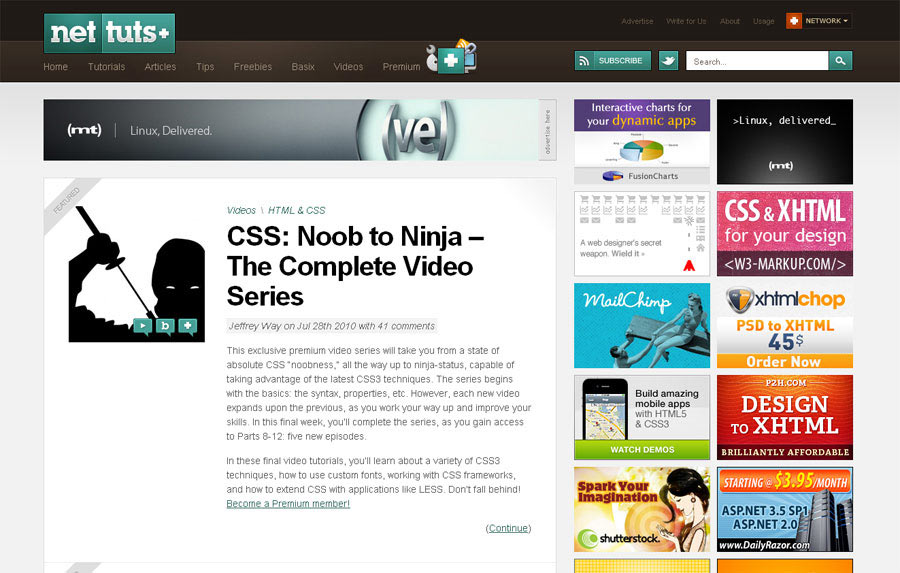 Advertise Write for Us About Usage NETWORK
net tuts+
Home Tutorials Articles Tips Freebies Basix Videos Premium
SUBSCRIBE
Search...
(mt) Linux, Delivered.
(ve)
advertise here
FEATURED
Videos \ HTML & CSS
CSS: Noob to Ninja –
The Complete Video
Series
Jeffrey Way on Jul 28th 2010 with 41 comments
This exclusive premium video series will take you from a state of
absolute CSS "noobness," all the way up to ninja-status, capable of
taking advantage of the latest CSS3 techniques. The series begins
with the basics: the syntax, properties, etc. However, each new video
expands upon the previous, as you work your way up and improve your
skills. In this final week, you'll complete the series, as you gain access
to Parts 8-12: five new episodes.
In these final video tutorials, you'll learn about a variety of CSS3
techniques, how to use custom fonts, working with CSS frameworks,
and how to extend CSS with applications like LESS. Don't fall behind!
Become a Premium member!
(Continue)
Interactive charts for
your dynamic apps
FusionCharts
>Linux, delivered_
(mt)
A web designer's secret
weapon. Wield it »
CSS & XHTML
for your design
<W3-MARKUP.COM/>
MailChimp
xhtmlchop
PSD to XHTML
45$
Order Now
Build amazing
mobile apps
with HTML5
& CSS3
WATCH DEMOS
P2H.COM
DESIGN
TO XHTML
BRILLIANTLY AFFORDABLE
Spark Your
Imagination
shutterstock
STARTING @ $3.95/MONTH
ASP.NET 3.5 SP1
ASP.NET 2.0
www.DailyRazor.com